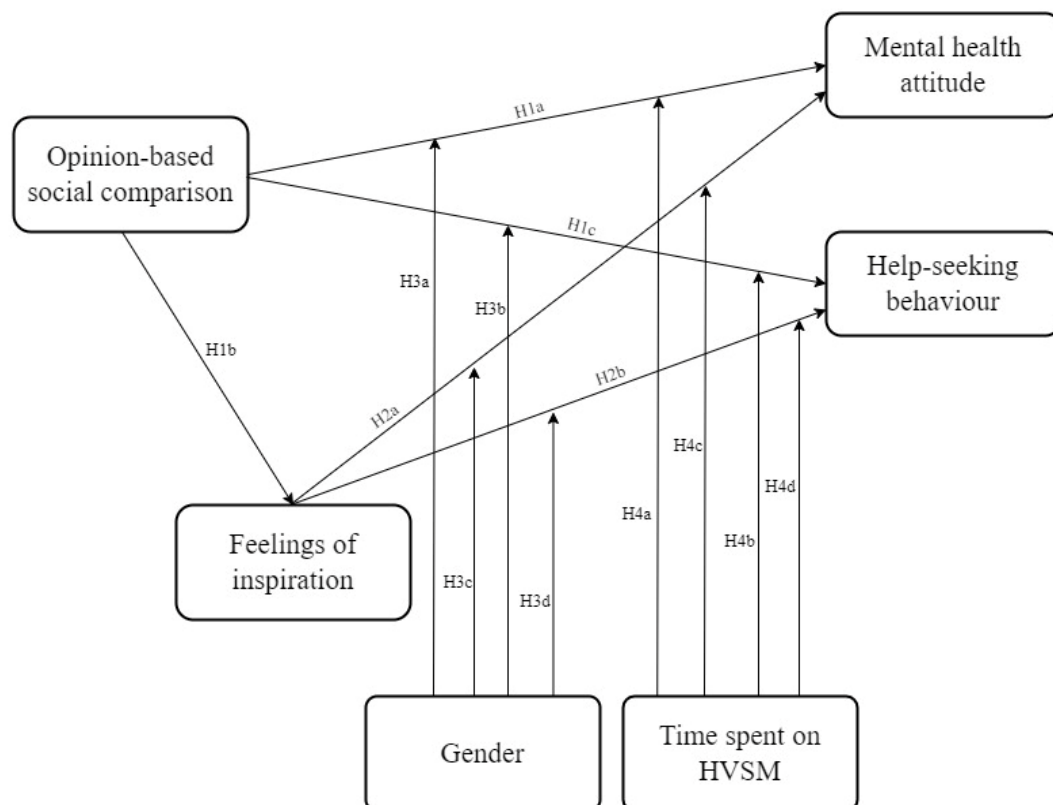 Mental health
attitude
H1a
Opinion-based
social comparison
H1c
Help-seeking
behaviour
H3a
H3b
H1b
H2b
H2a
H4c
H4d
H4a
H4b
Feelings of
inspiration
H3c
H3d
Gender
Time spent on
HVSM